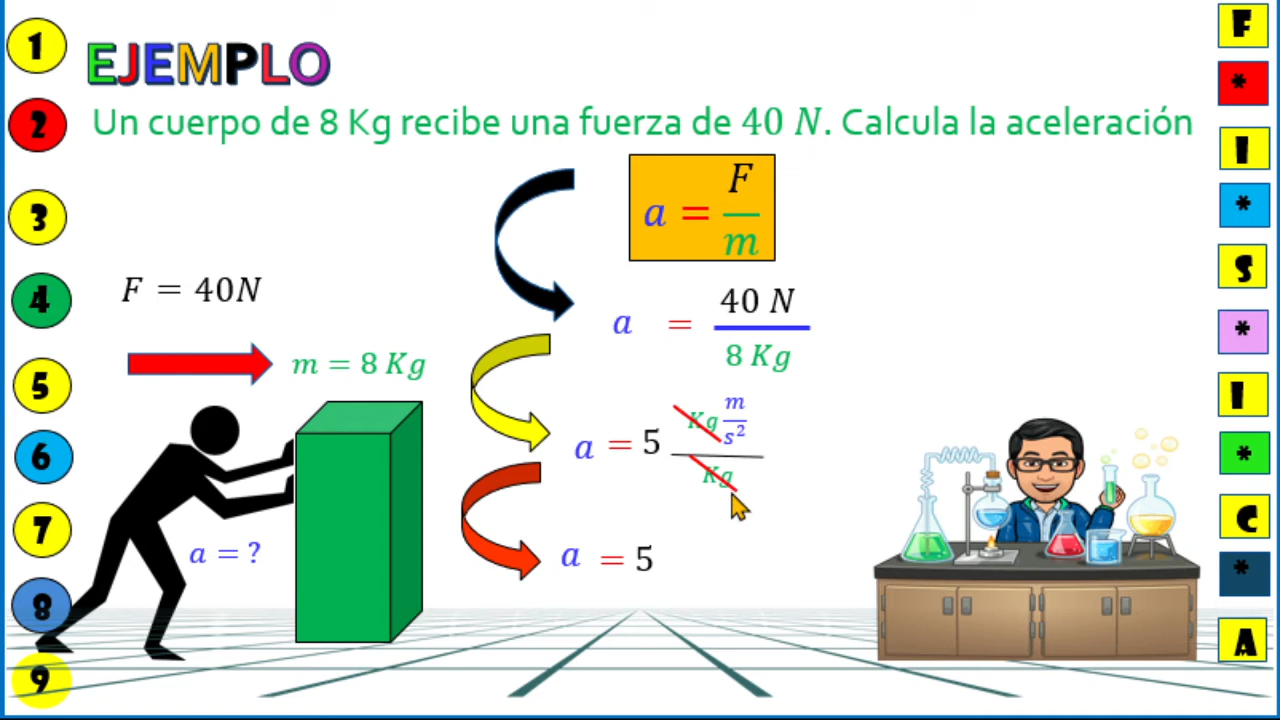 EJEMPLO
Un cuerpo de 8 Kg recibe una fuerza de 40 N. Calcula la aceleración
a = F/m
F = 40N
a = 40 N / 8 Kg
m = 8 Kg
a = 5 Kg m/s² / Kg
a = ?
a = 5
1
2
3
4
5
6
7
8
9
F
*
I
*
S
*
I
*
C
*
A